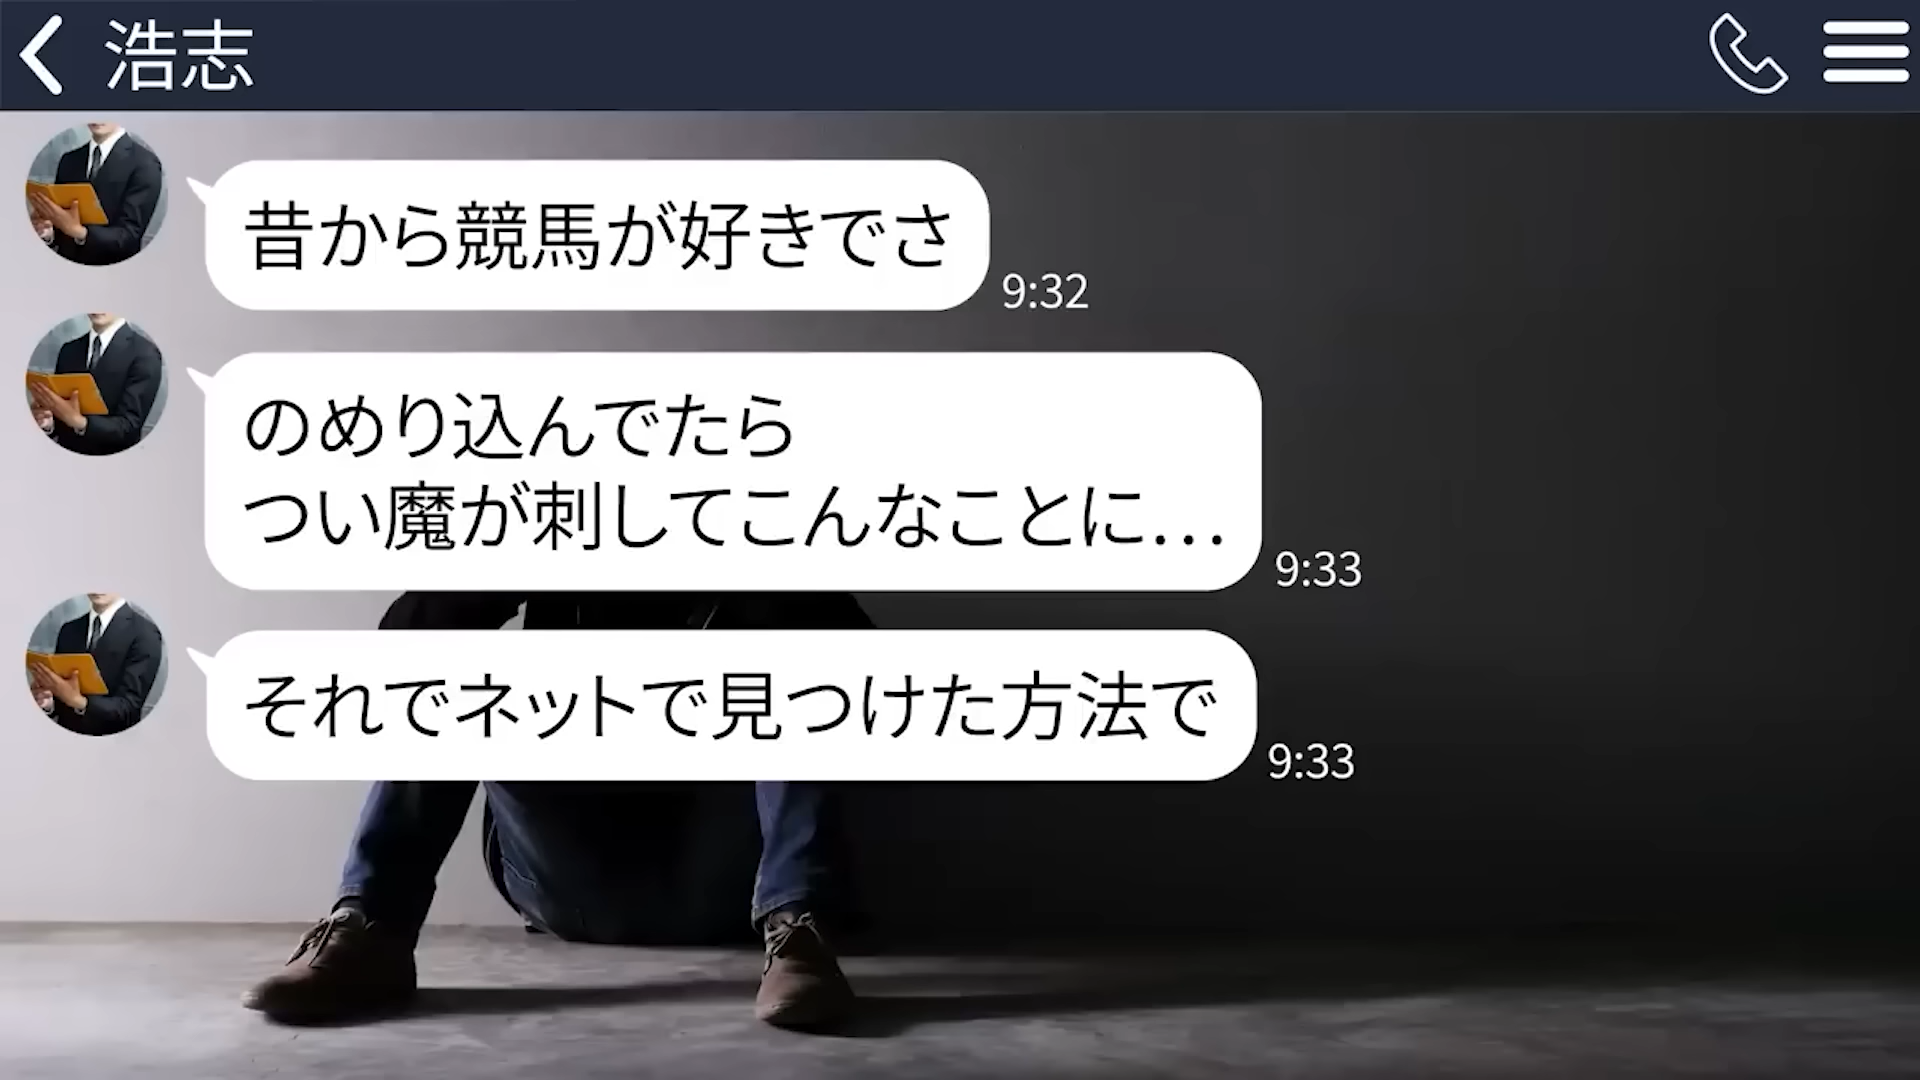 浩志
昔から競馬が好きでさ
9:32
のめり込んでたら
つい魔が刺してこんなことに…
9:33
それでネットで見つけた方法で
9:33